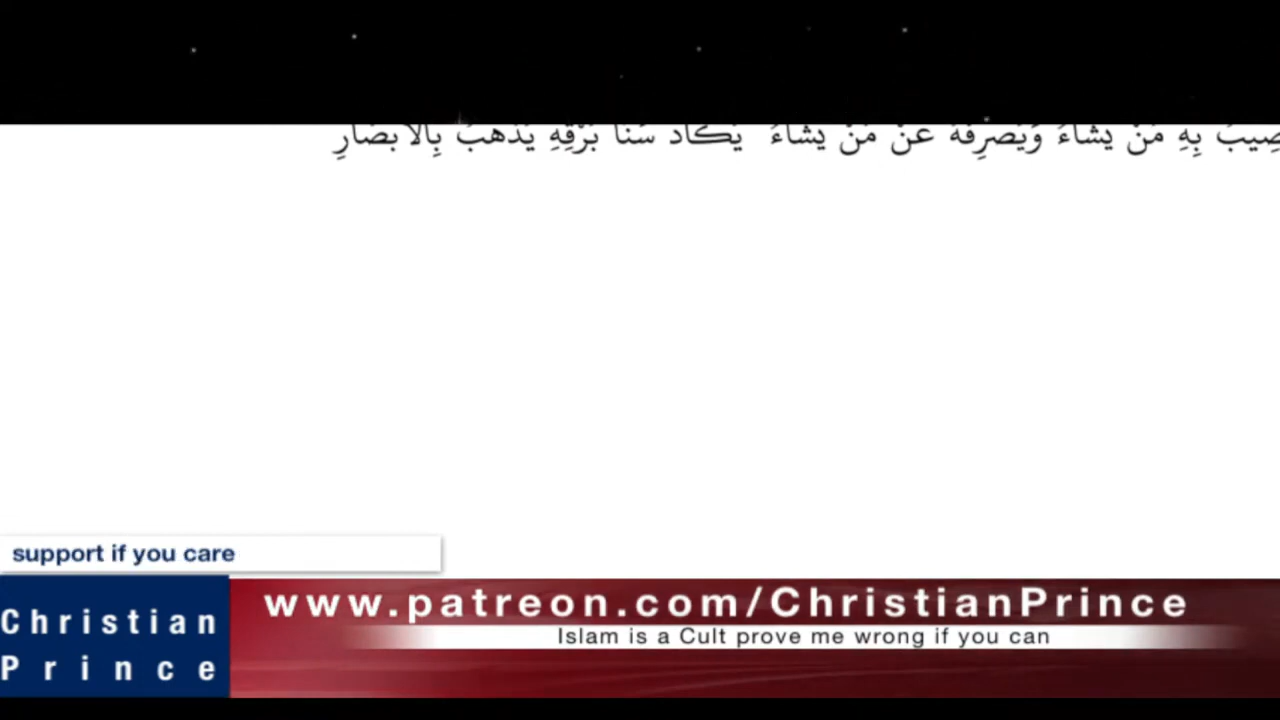 صِيبُ بِهِ مَنْ يَشَاءُ وَيَصْرِفُهُ عَنْ مَنْ يَشَاءُ يَكَادُ سَنَا بَرْقِهِ يَذْهَبُ بِالْأَبْصَارِ
support if you care
Christian
Prince
www.patreon.com/ChristianPrince
Islam is a Cult prove me wrong if you can